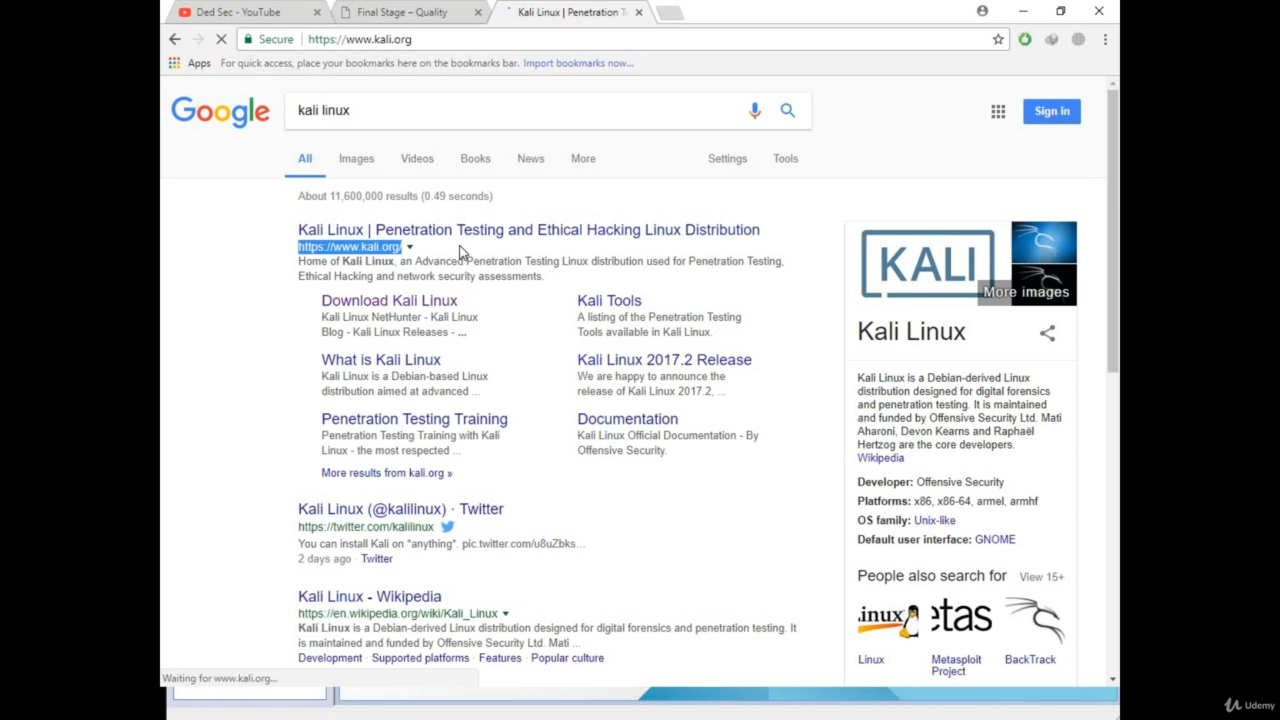 Ded Sec - YouTube
Final Stage – Quality
Kali Linux | Penetration T
Secure
https://www.kali.org
Apps
For quick access, place your bookmarks here on the bookmarks bar. Import bookmarks now...
Google
kali linux
Sign in
All
Images
Videos
Books
News
More
Settings
Tools
About 11,600,000 results (0.49 seconds)
Kali Linux | Penetration Testing and Ethical Hacking Linux Distribution
https://www.kali.org/
Home of Kali Linux, an Advanced Penetration Testing Linux distribution used for Penetration Testing,
Ethical Hacking and network security assessments.
Download Kali Linux
Kali Linux NetHunter - Kali Linux
Blog - Kali Linux Releases - ...
Kali Tools
A listing of the Penetration Testing
Tools available in Kali Linux.
What is Kali Linux
Kali Linux is a Debian-based Linux
distribution aimed at advanced ...
Kali Linux 2017.2 Release
We are happy to announce the
release of Kali Linux 2017.2, ...
Penetration Testing Training
Penetration Testing Training with Kali
Linux - the most respected ...
Documentation
Kali Linux Official Documentation - By
Offensive Security.
More results from kali.org »
Kali Linux (@kalilinux) · Twitter
https://twitter.com/kalilinux
You can install Kali on *anything*. pic.twitter.com/u8uZbks...
2 days ago · Twitter
Kali Linux - Wikipedia
https://en.wikipedia.org/wiki/Kali_Linux
Kali Linux is a Debian-derived Linux distribution designed for digital forensics and penetration testing. It is maintained and funded by Offensive Security Ltd. Mati ...
Development · Supported platforms · Features · Popular culture
KALI
More images
Kali Linux
Kali Linux is a Debian-derived Linux
distribution designed for digital forensics
and penetration testing. It is maintained
and funded by Offensive Security Ltd. Mati
Aharoni, Devon Kearns and Raphaël
Hertzog are the core developers.
Wikipedia
Developer: Offensive Security
Platforms: x86, x86-64, armel, armhf
OS family: Unix-like
Default user interface: GNOME
People also search for
View 15+
inux
etas
Linux
Metasploit
Project
BackTrack
Waiting for www.kali.org...
Udemy